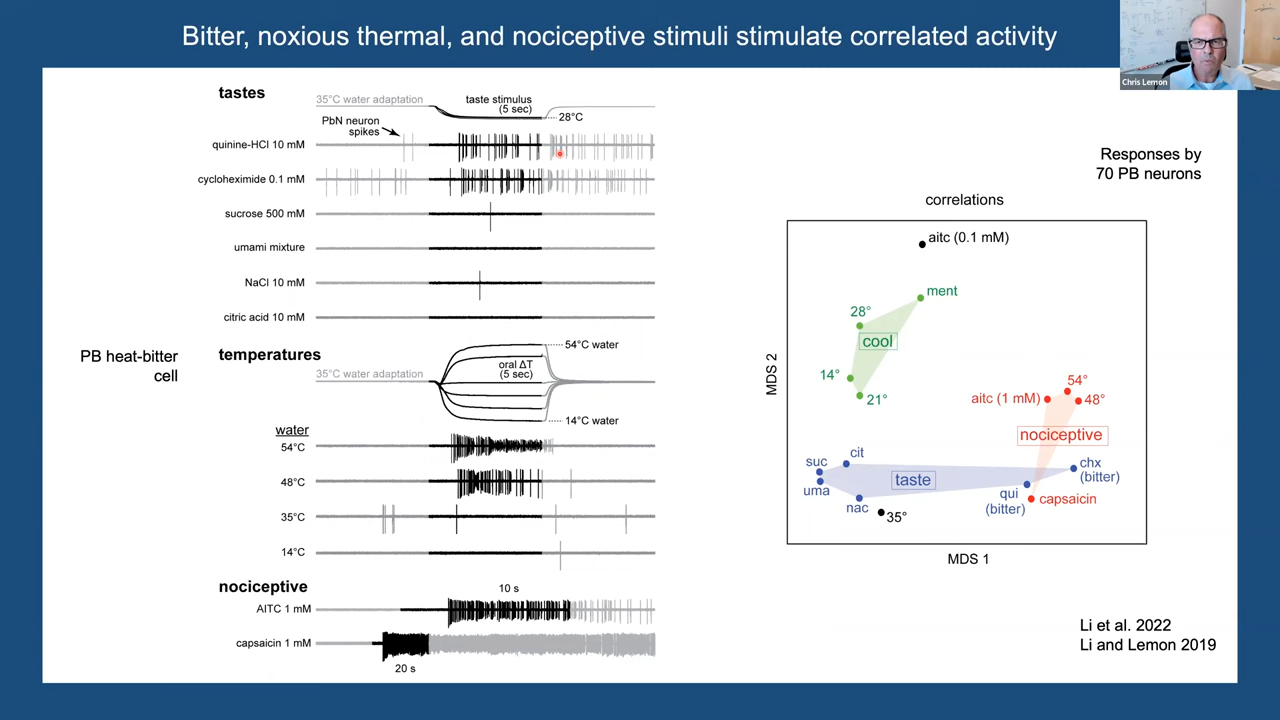 Bitter, noxious thermal, and nociceptive stimuli stimulate correlated activity
Chris Lemon
tastes
35°C water adaptation
taste stimulus
(5 sec)
28°C
PbN neuron
spikes
quinine-HCl 10 mM
cycloheximide 0.1 mM
sucrose 500 mM
umami mixture
NaCl 10 mM
citric acid 10 mM
PB heat-bitter
cell
temperatures
54°C water
35°C water adaptation
oral ΔT
(5 sec)
14°C water
water
54°C
48°C
35°C
14°C
nociceptive
10 s
AITC 1 mM
capsaicin 1 mM
20 s
Responses by
70 PB neurons
correlations
aitc (0.1 mM)
ment
28°
cool
14°
21°
54°
aitc (1 mM)
48°
nociceptive
cit
suc
uma
taste
chx
(bitter)
qui
(bitter)
capsaicin
nac
35°
MDS 2
MDS 1
Li et al. 2022
Li and Lemon 2019